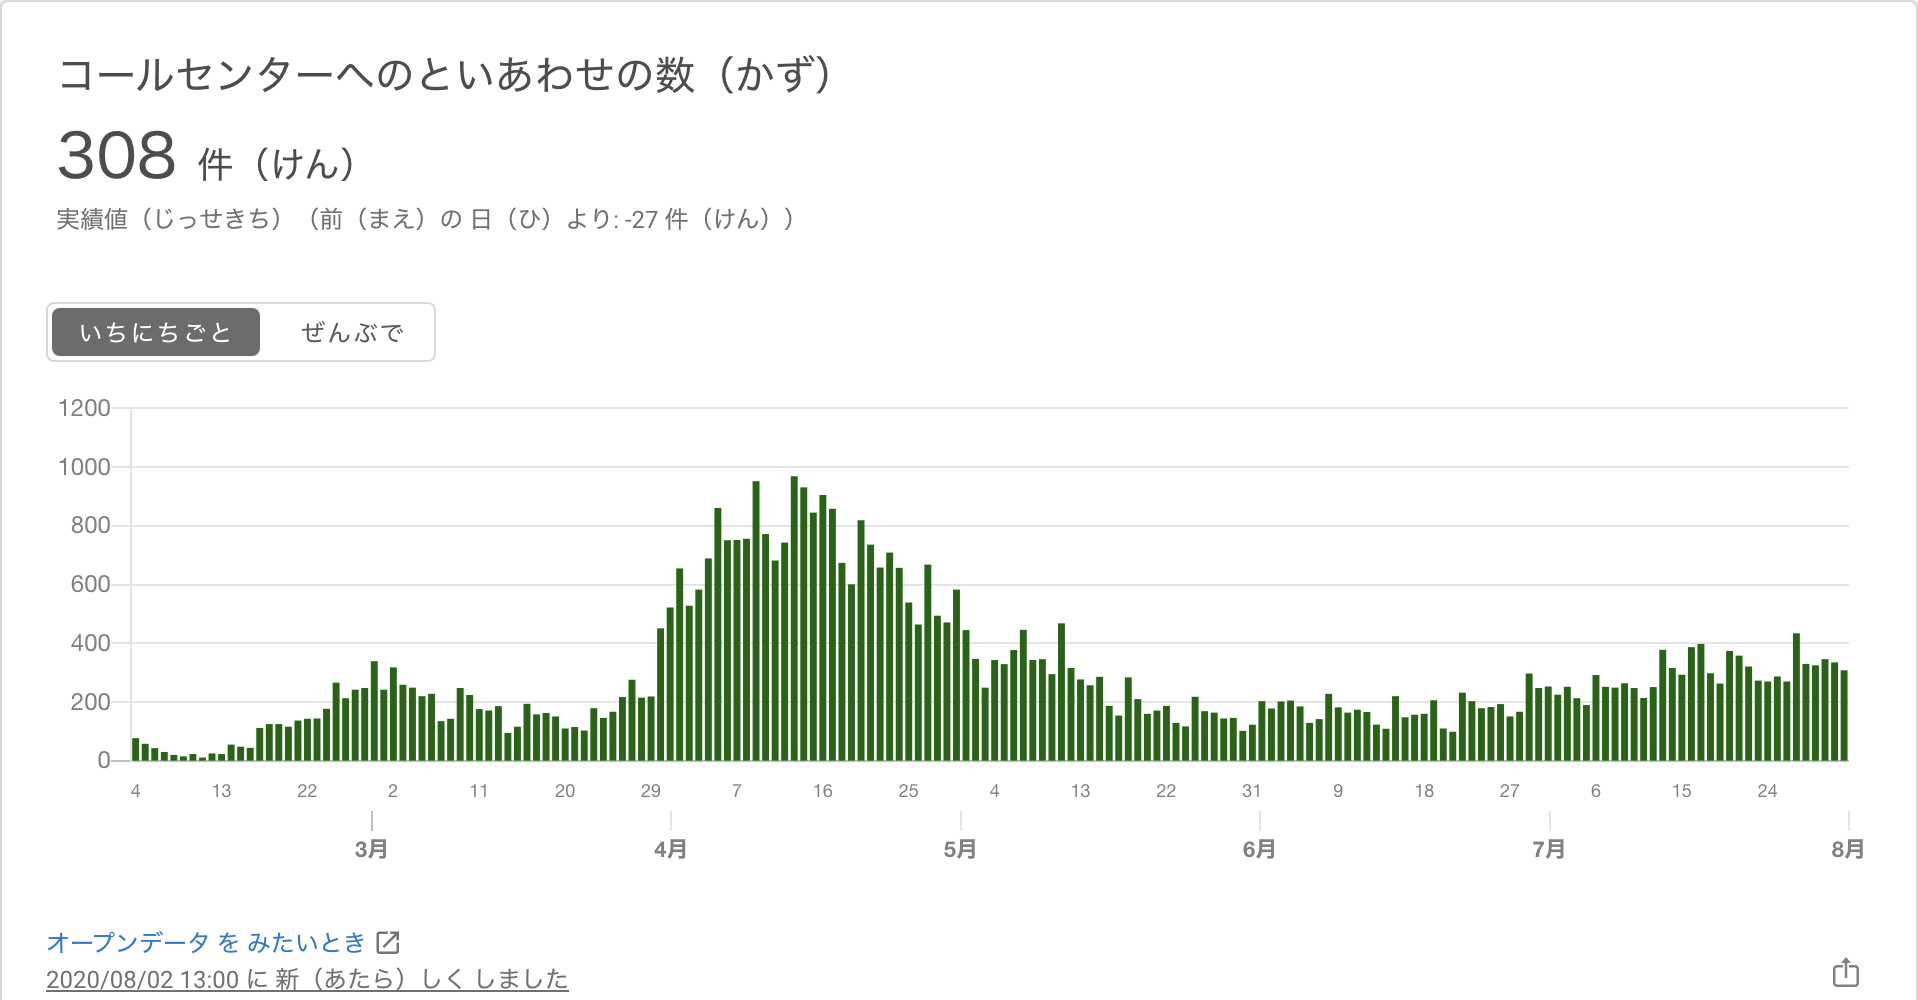 コールセンターへのといあわせの数（かず）
308 件（けん）
実績値（じっせきち）（前（まえ）の 日（ひ）より: -27 件（けん））
いちにちごと ぜんぶで
1200
1000
800
600
400
200
0
4 13 22 2 11 20 29 7 16 25 4 13 22 31 9 18 27 6 15 24
3月 4月 5月 6月 7月 8月
オープンデータ を みたいとき
2020/08/02 13:00 に 新（あたら）しく しました